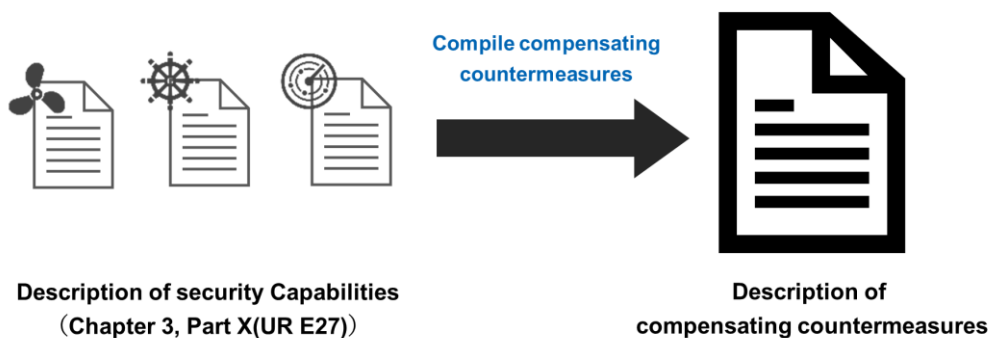 Compile compensating
countermeasures
Description of security Capabilities
（Chapter 3, Part X(UR E27)）
Description of
compensating countermeasures